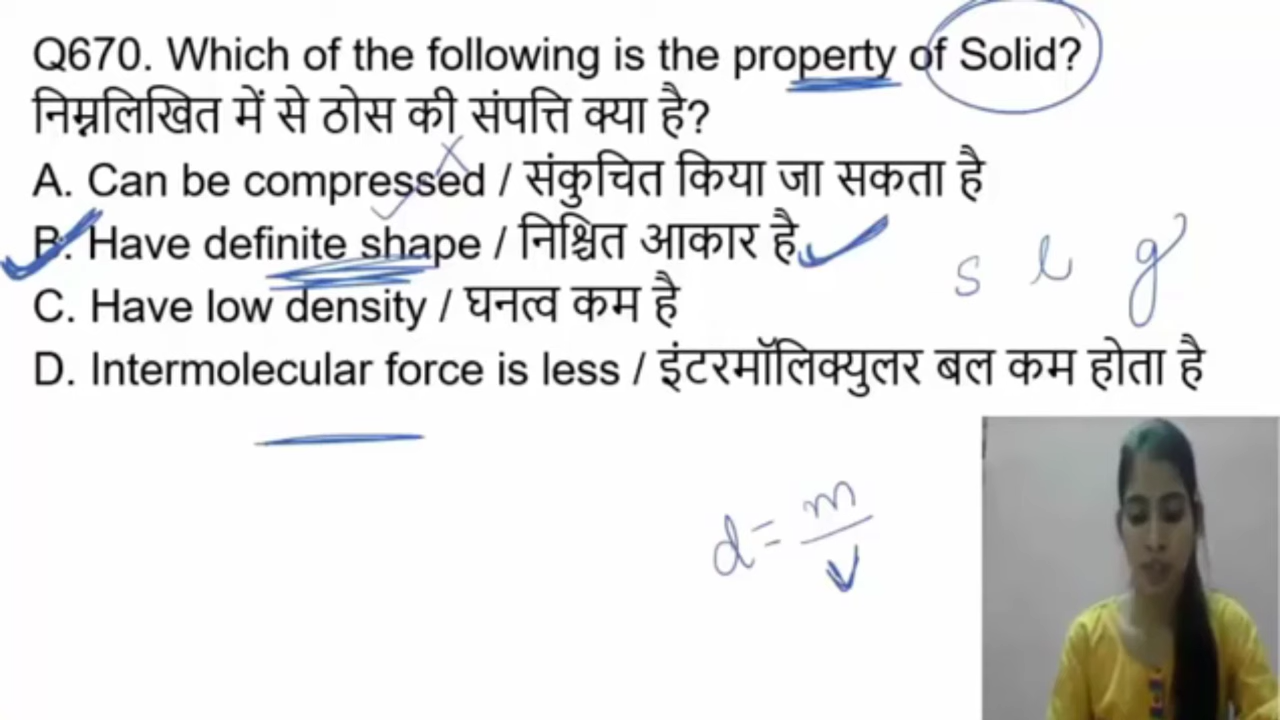 Q670. Which of the following is the property of Solid?
निम्नलिखित में से ठोस की संपत्ति क्या है?
A. Can be compressed / संकुचित किया जा सकता है
B. Have definite shape / निश्चित आकार है
s l g
C. Have low density / घनत्व कम है
D. Intermolecular force is less / इंटरमॉलिक्युलर बल कम होता है
d = m/v